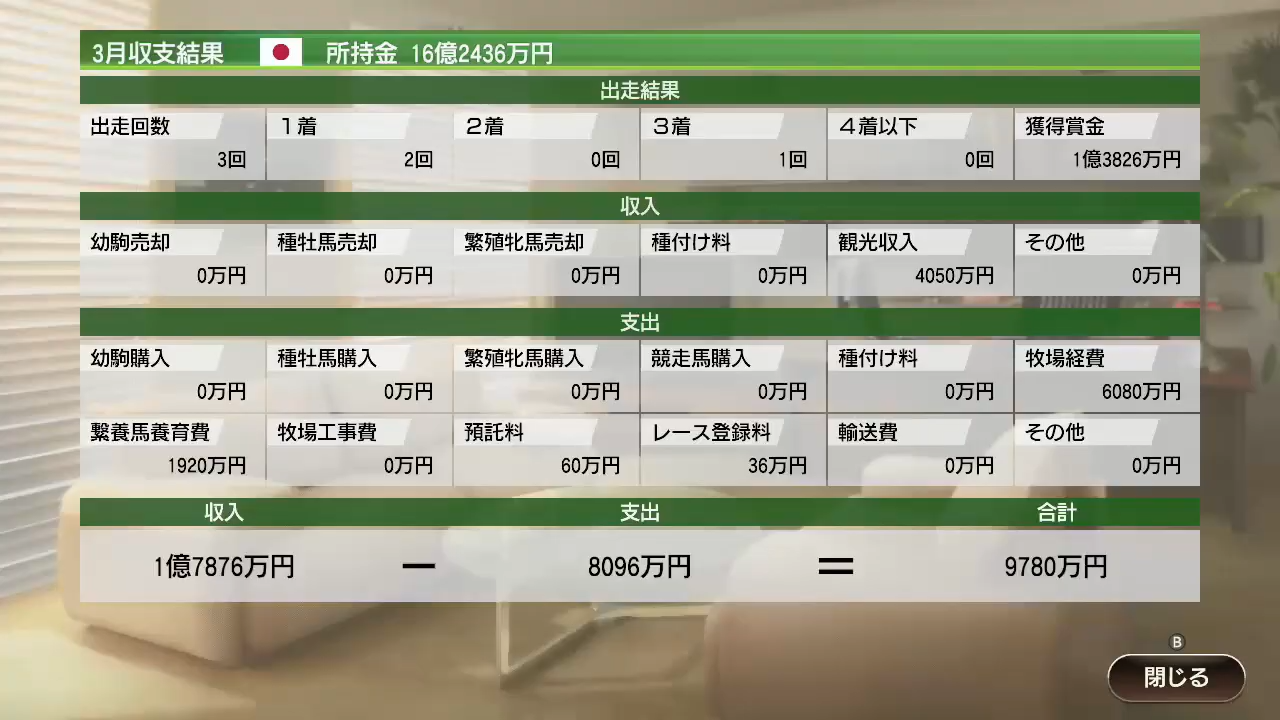 3月収支結果 所持金 16億2436万円
出走結果
出走回数 1着 2着 3着 4着以下 獲得賞金
3回 2回 0回 1回 0回 1億3826万円
収入
幼駒売却 種牡馬売却 繁殖牝馬売却 種付け料 観光収入 その他
0万円 0万円 0万円 0万円 4050万円 0万円
支出
幼駒購入 種牡馬購入 繁殖牝馬購入 競走馬購入 種付け料 牧場経費
0万円 0万円 0万円 0万円 0万円 6080万円
繋養馬養育費 牧場工事費 預託料 レース登録料 輸送費 その他
1920万円 0万円 60万円 36万円 0万円 0万円
収入 支出 合計
1億7876万円 ー 8096万円 = 9780万円
B
閉じる